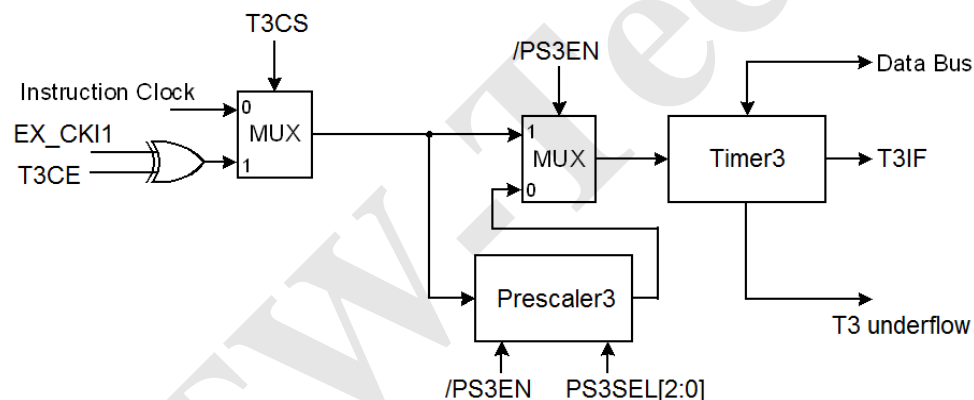 T3CS
/PS3EN
Instruction Clock
0
Data Bus
EX_CKI1
MUX
1
MUX
Timer3
T3IF
T3CE
1
0
Prescaler3
T3 underflow
/PS3EN
PS3SEL[2:0]